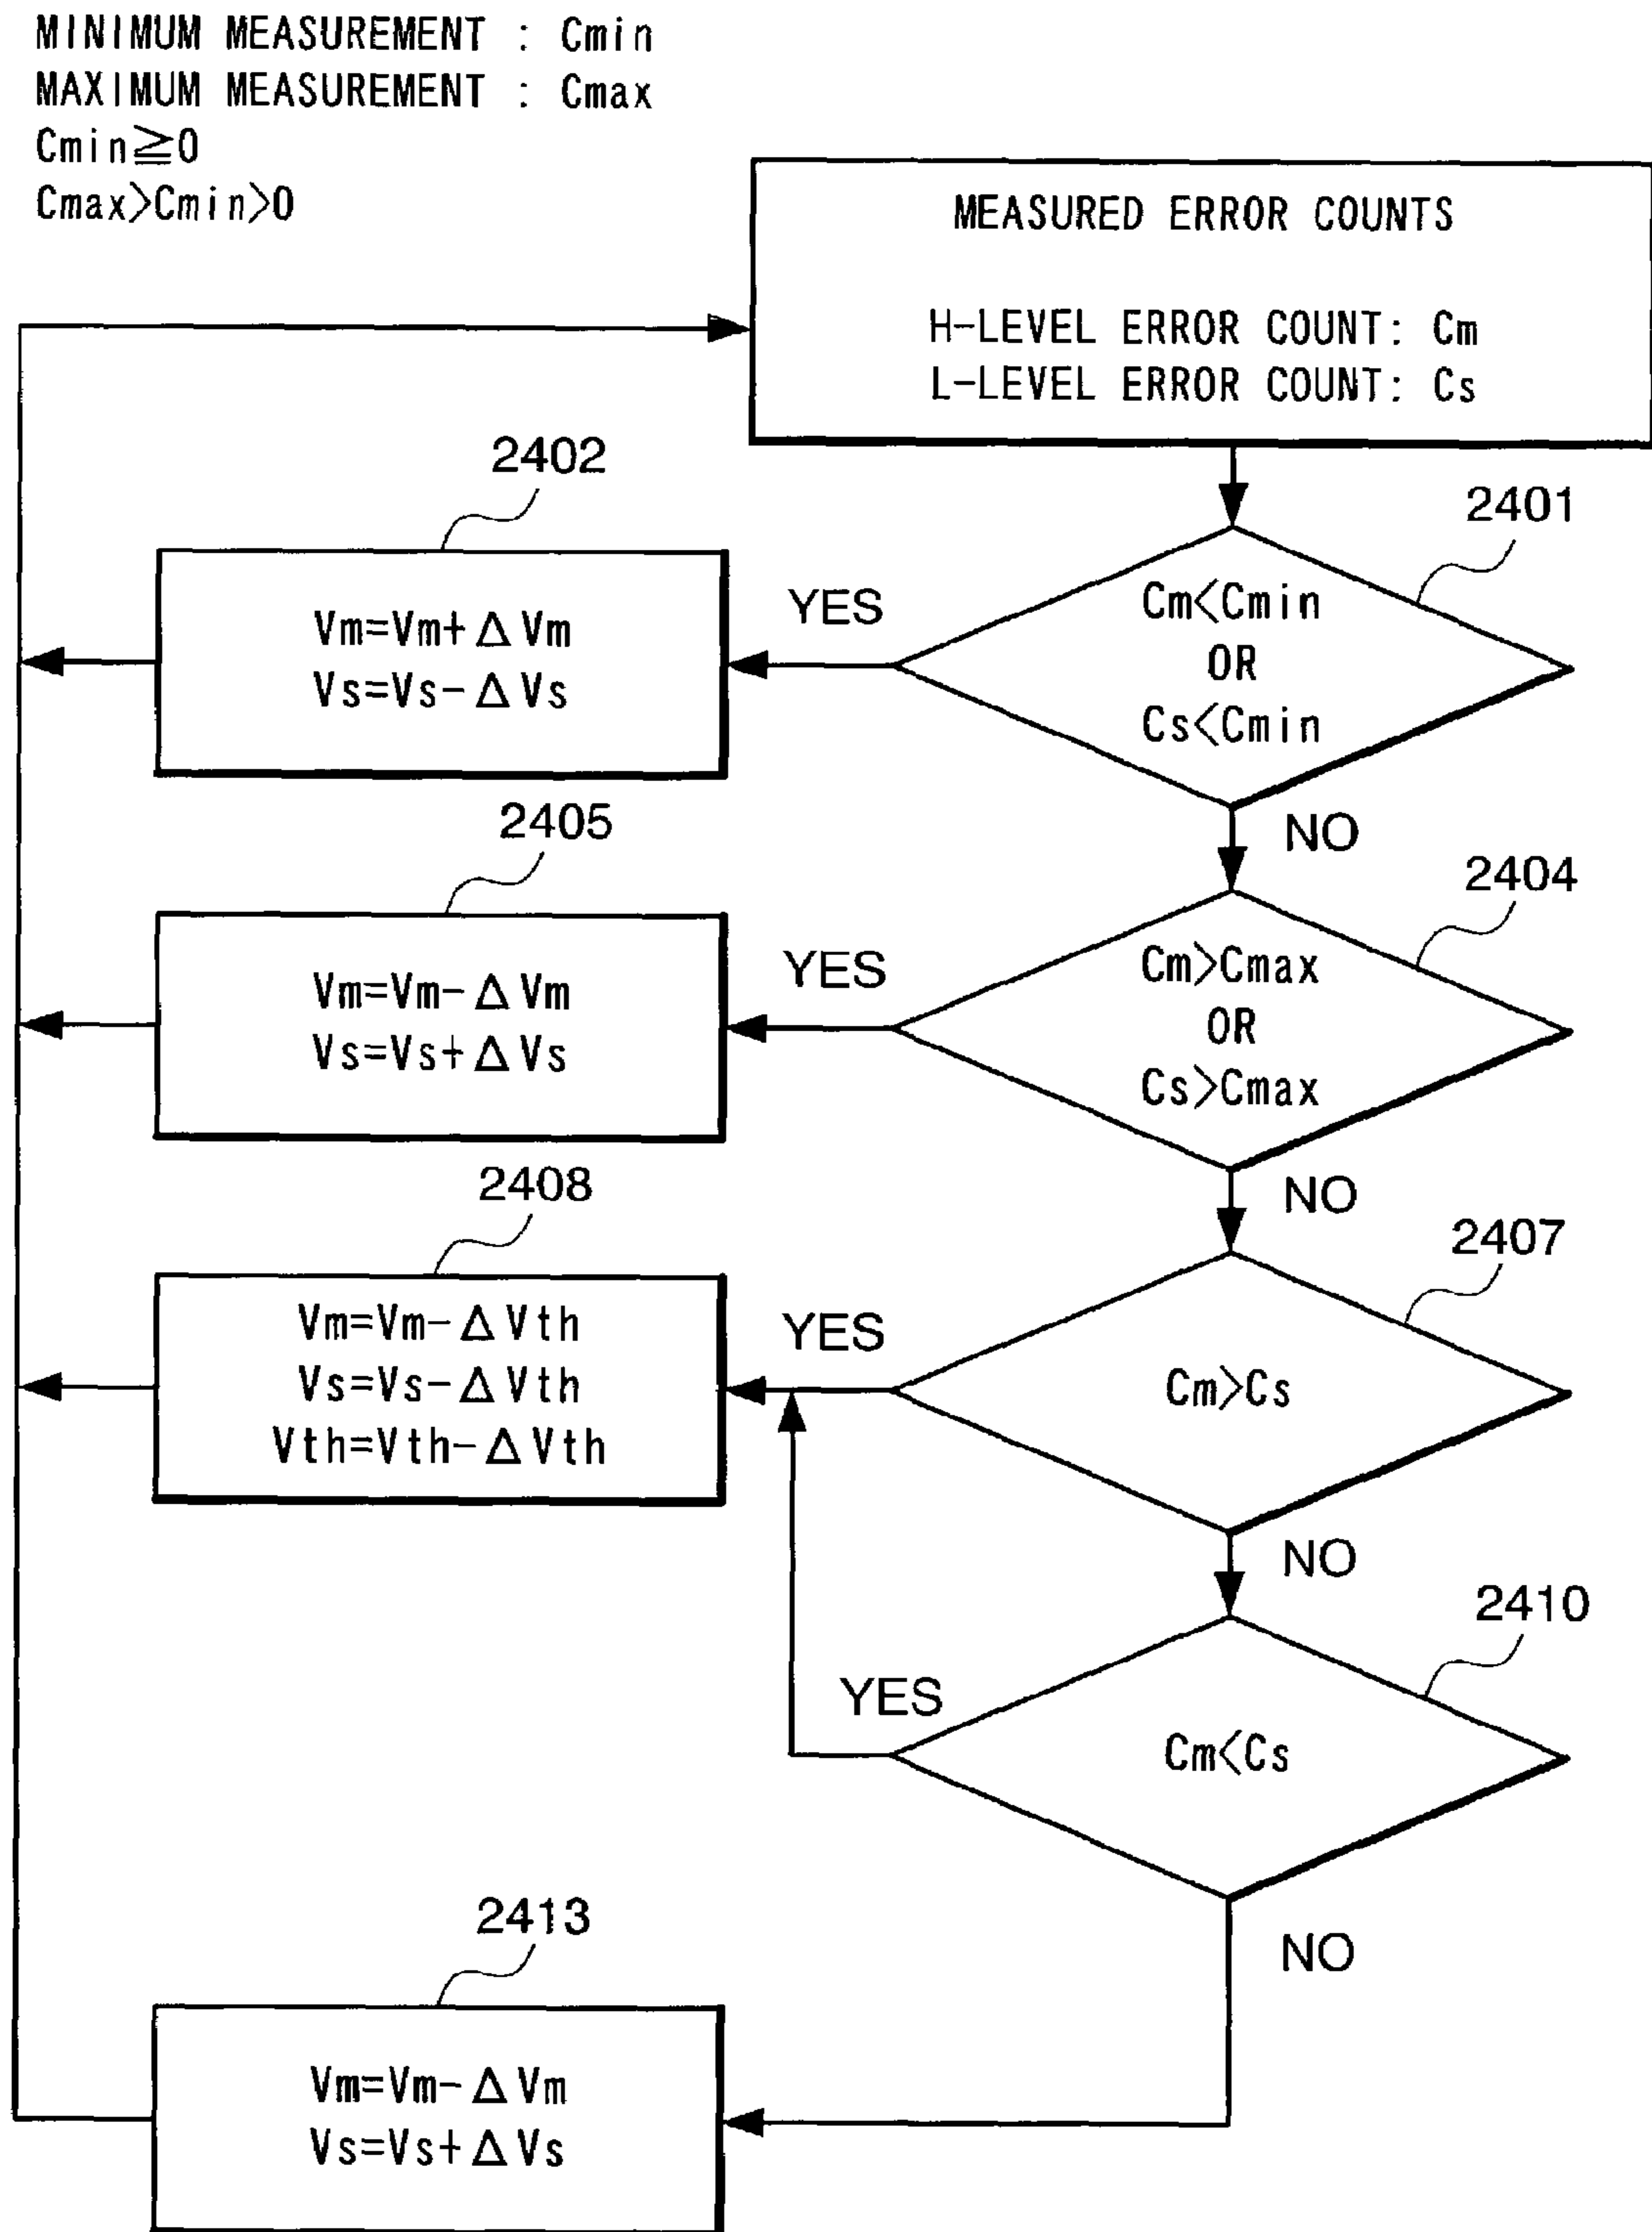 MINIMUM MEASUREMENT : Cmin
MAXIMUM MEASUREMENT : Cmax
Cmin≧0
Cmax>Cmin>0
MEASURED ERROR COUNTS
H-LEVEL ERROR COUNT: Cm
L-LEVEL ERROR COUNT: Cs
2402
2401
Vm=Vm+ΔVm
Vs=Vs-ΔVs
YES
Cm<Cmin
OR
Cs<Cmin
NO
2405
2404
Vm=Vm-ΔVm
Vs=Vs+ΔVs
YES
Cm>Cmax
OR
Cs>Cmax
NO
2408
2407
Vm=Vm-ΔVth
Vs=Vs-ΔVth
Vth=Vth-ΔVth
YES
Cm>Cs
NO
2410
YES
Cm<Cs
NO
2413
Vm=Vm-ΔVm
Vs=Vs+ΔVs